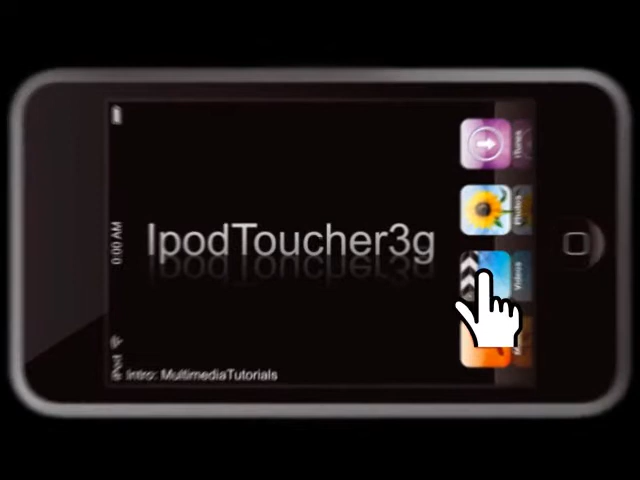 IpodToucher3g
Intro: MultimediaTutorials
iPod
0:00 AM
iTunes
Photos
Videos